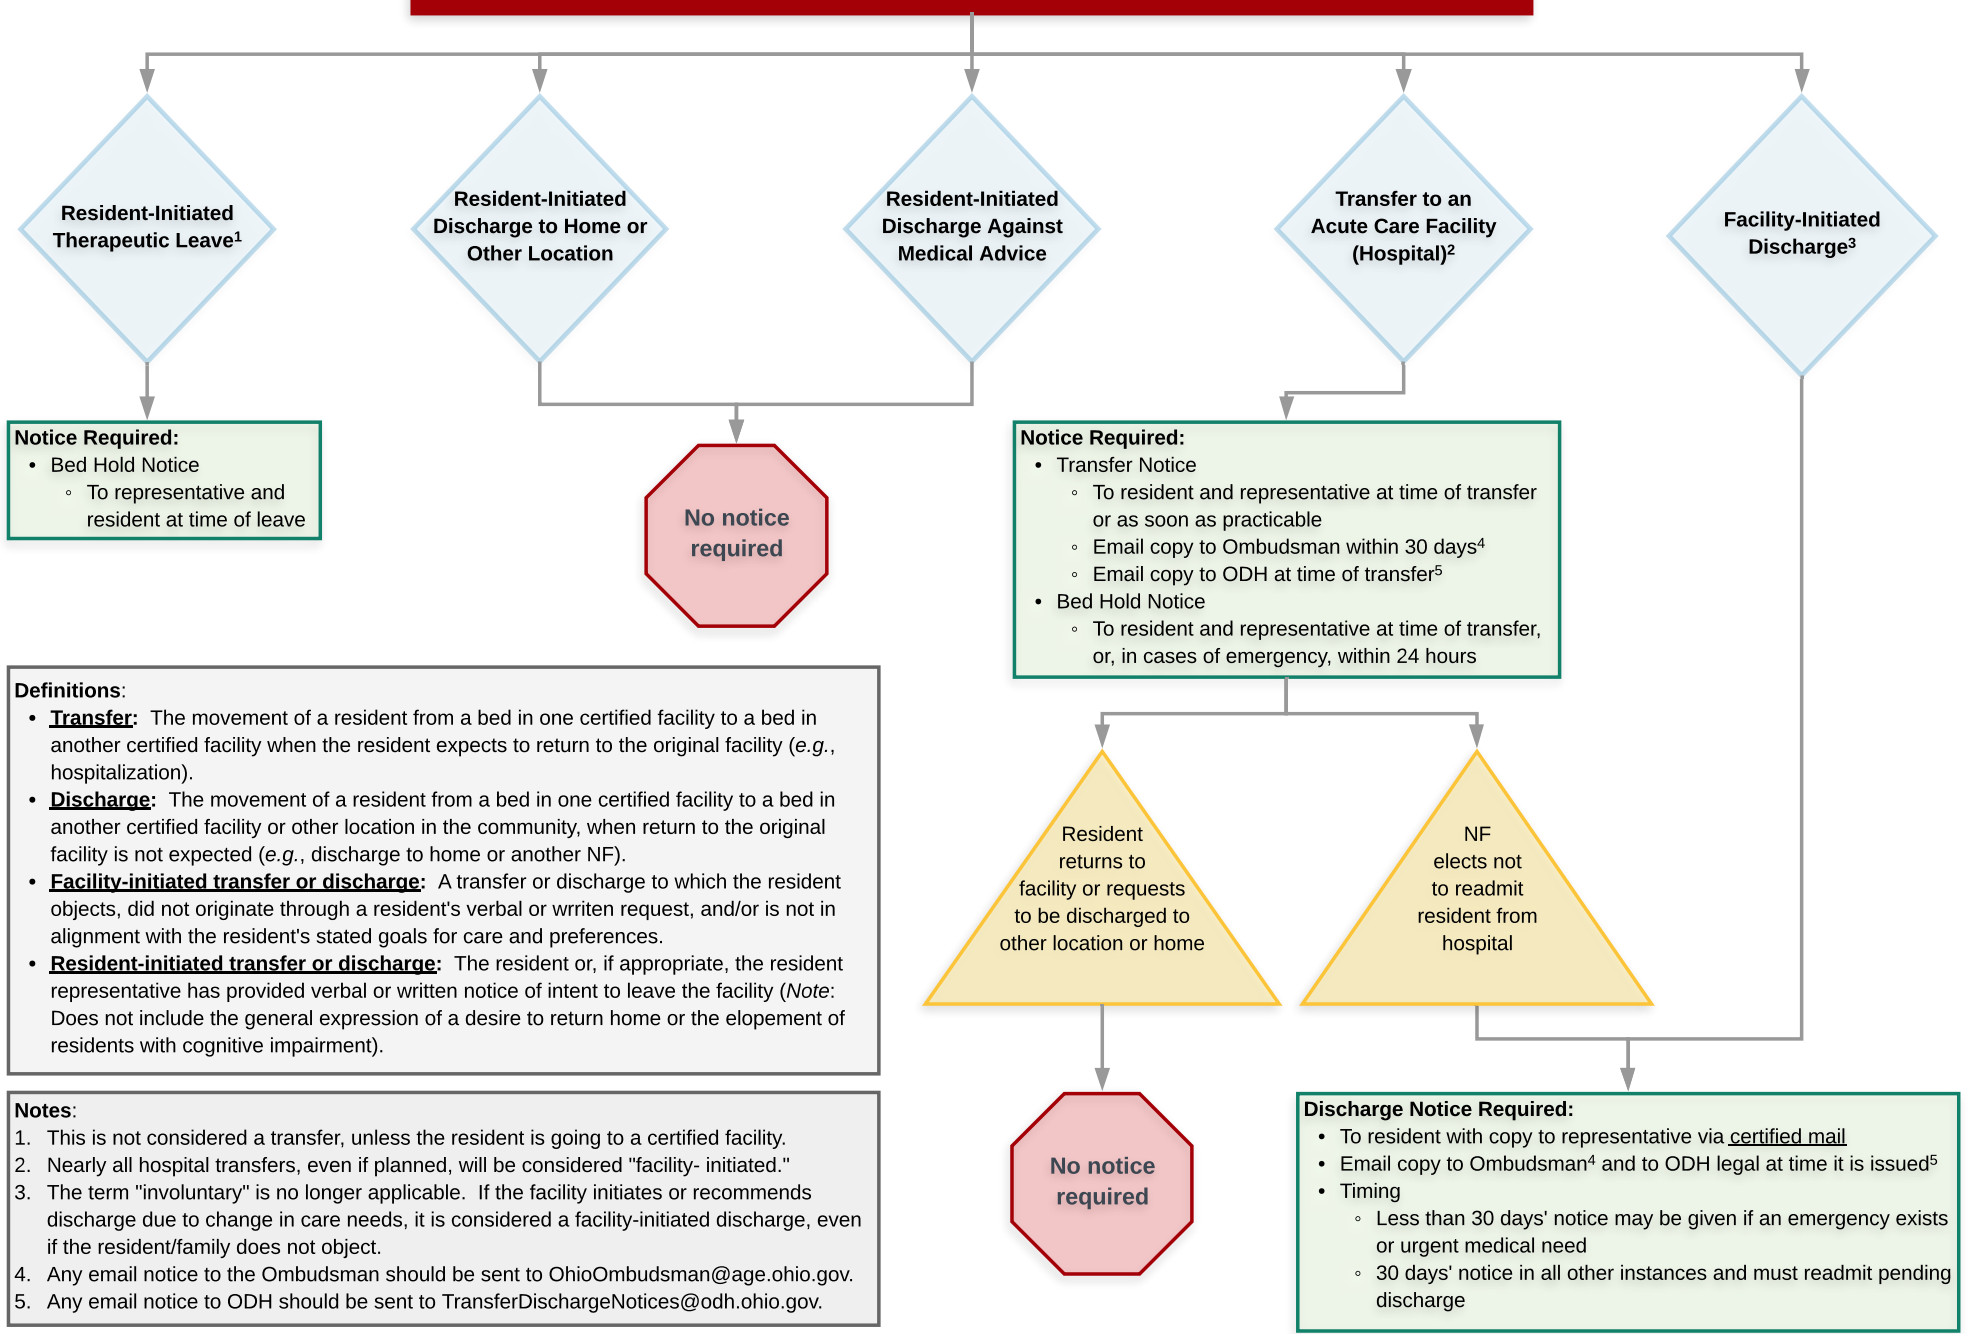 Resident-Initiated
Therapeutic Leave¹
Resident-Initiated
Discharge to Home or
Other Location
Resident-Initiated
Discharge Against
Medical Advice
Transfer to an
Acute Care Facility
(Hospital)²
Facility-Initiated
Discharge³
Notice Required:
• Bed Hold Notice
◦ To representative and
resident at time of leave
No notice
required
Notice Required:
• Transfer Notice
◦ To resident and representative at time of transfer
or as soon as practicable
◦ Email copy to Ombudsman within 30 days⁴
◦ Email copy to ODH at time of transfer⁵
• Bed Hold Notice
◦ To resident and representative at time of transfer,
or, in cases of emergency, within 24 hours
Definitions:
• Transfer: The movement of a resident from a bed in one certified facility to a bed in
another certified facility when the resident expects to return to the original facility (e.g.,
hospitalization).
• Discharge: The movement of a resident from a bed in one certified facility to a bed in
another certified facility or other location in the community, when return to the original
facility is not expected (e.g., discharge to home or another NF).
• Facility-initiated transfer or discharge: A transfer or discharge to which the resident
objects, did not originate through a resident's verbal or wrriten request, and/or is not in
alignment with the resident's stated goals for care and preferences.
• Resident-initiated transfer or discharge: The resident or, if appropriate, the resident
representative has provided verbal or written notice of intent to leave the facility (Note:
Does not include the general expression of a desire to return home or the elopement of
residents with cognitive impairment).
Resident
returns to
facility or requests
to be discharged to
other location or home
NF
elects not
to readmit
resident from
hospital
Notes:
1. This is not considered a transfer, unless the resident is going to a certified facility.
2. Nearly all hospital transfers, even if planned, will be considered "facility- initiated."
3. The term "involuntary" is no longer applicable. If the facility initiates or recommends
discharge due to change in care needs, it is considered a facility-initiated discharge, even
if the resident/family does not object.
4. Any email notice to the Ombudsman should be sent to OhioOmbudsman@age.ohio.gov.
5. Any email notice to ODH should be sent to TransferDischargeNotices@odh.ohio.gov.
No notice
required
Discharge Notice Required:
• To resident with copy to representative via certified mail
• Email copy to Ombudsman⁴ and to ODH legal at time it is issued⁵
• Timing
◦ Less than 30 days' notice may be given if an emergency exists
or urgent medical need
◦ 30 days' notice in all other instances and must readmit pending
discharge